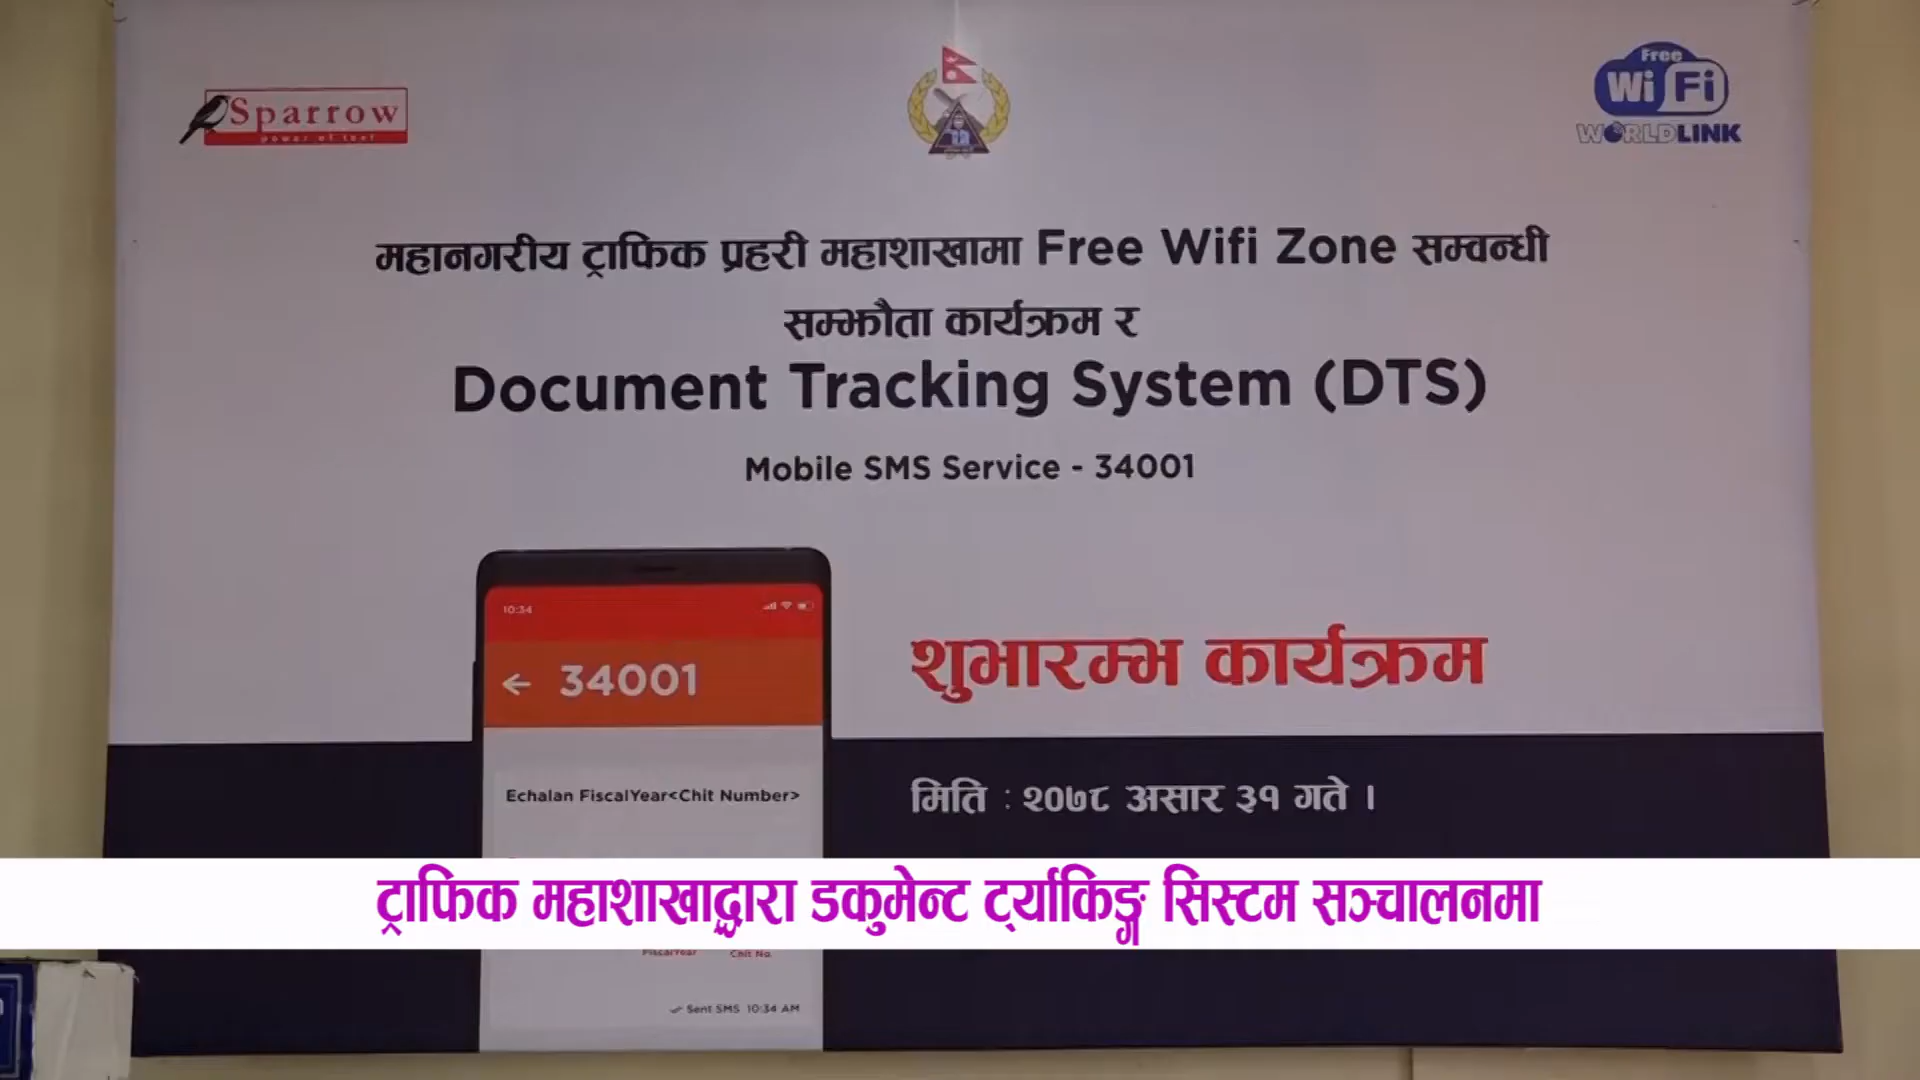 Sparrow
Free
Wi Fi
WORLDLINK
महानगरीय ट्राफिक प्रहरी महाशाखामा Free Wifi Zone सम्वन्धी
सम्झौता कार्यक्रम र
Document Tracking System (DTS)
Mobile SMS Service - 34001
10:34
← 34001
शुभारम्भ कार्यक्रम
Echalan FiscalYear<Chit Number>
मिति : २०७८ असार ३१ गते ।
ट्राफिक महाशाखाद्धारा डकुमेन्ट ट्र्याकिङ्ग सिस्टम सञ्चालनमा
FiscalYear Chit No.
Sent SMS 10:34 AM